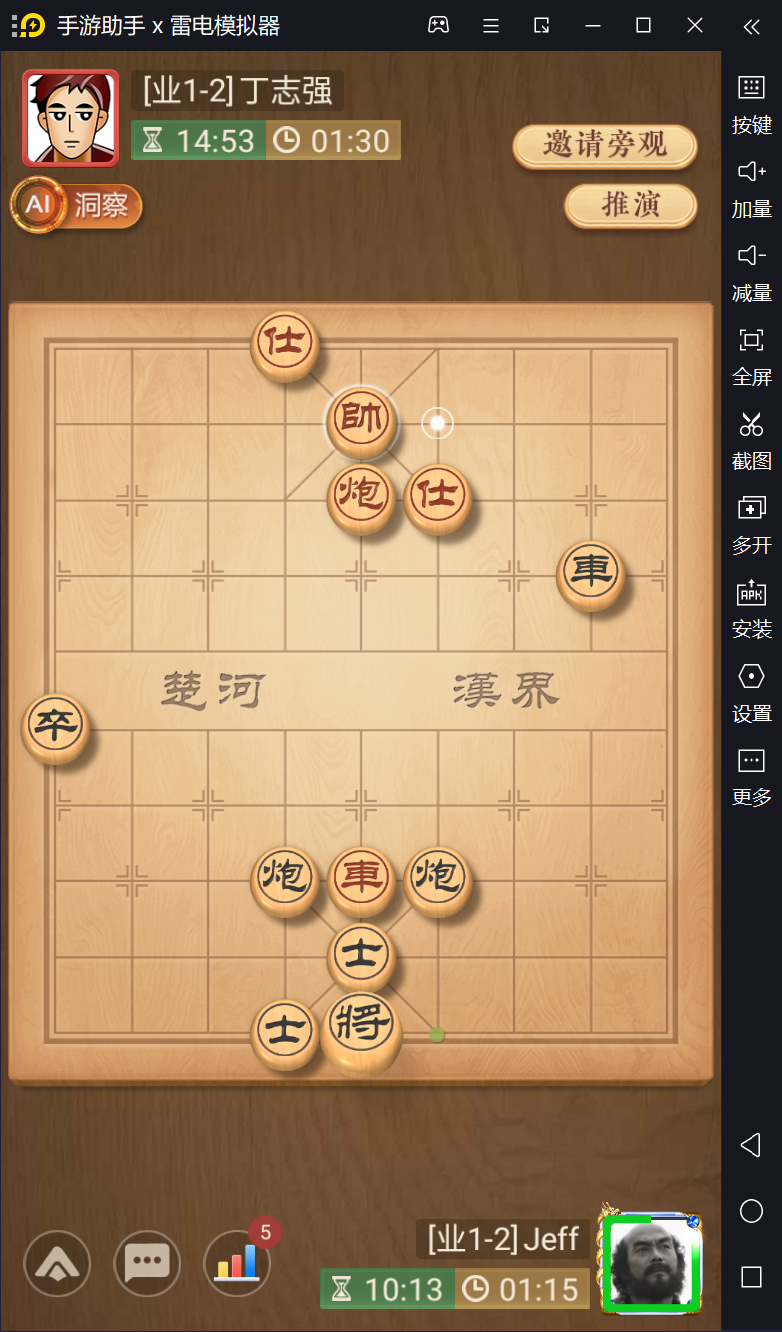 手游助手 x 雷电模拟器
[业1-2]丁志强
14:53 01:30
邀请旁观
AI 洞察
推演
按键
加量
减量
全屏
截图
多开
APK
安装
设置
更多
仕
帥
炮 仕
車
楚河 漢界
卒
炮 車 炮
士
士 將
5
[业1-2]Jeff
10:13 01:15